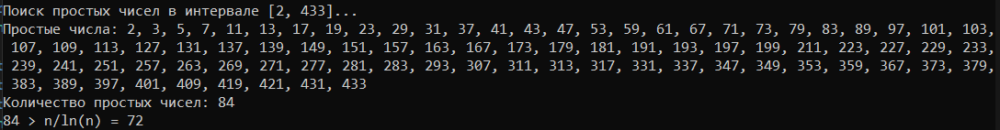 Поиск простых чисел в интервале [2, 433]...
Простые числа: 2, 3, 5, 7, 11, 13, 17, 19, 23, 29, 31, 37, 41, 43, 47, 53, 59, 61, 67, 71, 73, 79, 83, 89, 97, 101, 103,
107, 109, 113, 127, 131, 137, 139, 149, 151, 157, 163, 167, 173, 179, 181, 191, 193, 197, 199, 211, 223, 227, 229, 233,
239, 241, 251, 257, 263, 269, 271, 277, 281, 283, 293, 307, 311, 313, 317, 331, 337, 347, 349, 353, 359, 367, 373, 379,
383, 389, 397, 401, 409, 419, 421, 431, 433
Количество простых чисел: 84
84 > n/ln(n) = 72